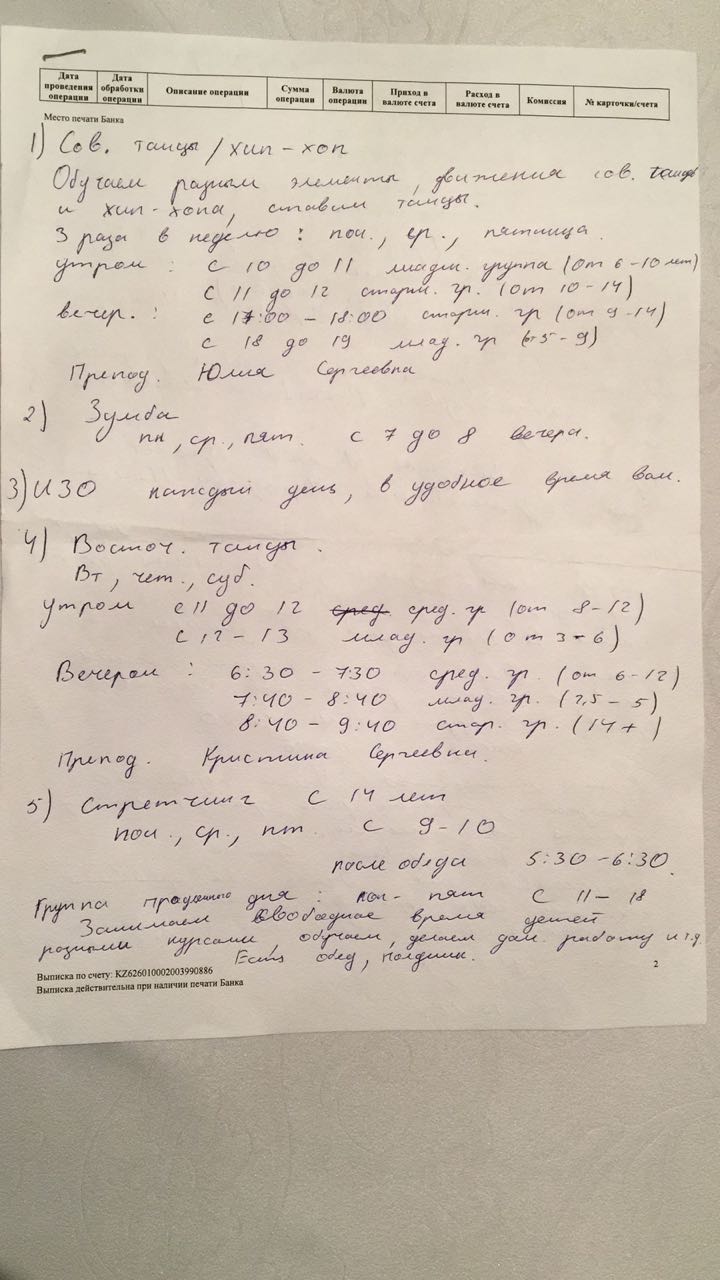 Дата проведения операции Дата обработки операции Описание операции Сумма операции Валюта операции Приход в валюте счета Расход в валюте счета Комиссия № карточки/счета
Место печати Банка
1) Сов. танцы / хип-хоп
Обучаем разным элементы, движения сов. танцев
и хип-хопа, ставим танцы.
3 раза в неделю : пон., ср., пятница.
утром : с 10 до 11 младш. группа (от 6-10 лет)
с 11 до 12 старш. гр. (от 10-14)
вечер. : с 17:00 - 18:00 старш. гр (от 9-14)
с 18 до 19 млад. гр (от 5-9)
Препод. Юлия Сергеевна
2) Зумба
пн, ср., пят. с 7 до 8 вечера.
3) ИЗО каждый день, в удобное время вам.
4) Восточ. танцы.
Вт, чет., суб.
утром с 11 до 12 сред. сред. гр (от 8-12)
с 12-13 млад. гр (от 3-6)
Вечером : 6:30 - 7:30 сред. гр. (от 6-12)
7:40 - 8:40 млад. гр. (2,5-5)
8:40 - 9:40 стар. гр. (14+)
Препод. Кристина Сергеевна.
5) Стретчинг с 14 лет
пон., ср., пт. с 9-10
после обеда 5:30-6:30.
Группа продленного дня : пон- пят с 11-18
Занимаем свободное время детей
разными курсами, обучаем, делаем дом. работу и т.д.
Есть обед, полдник.
Выписка по счету: KZ626010002003990886
Выписка действительна при наличии печати Банка
2